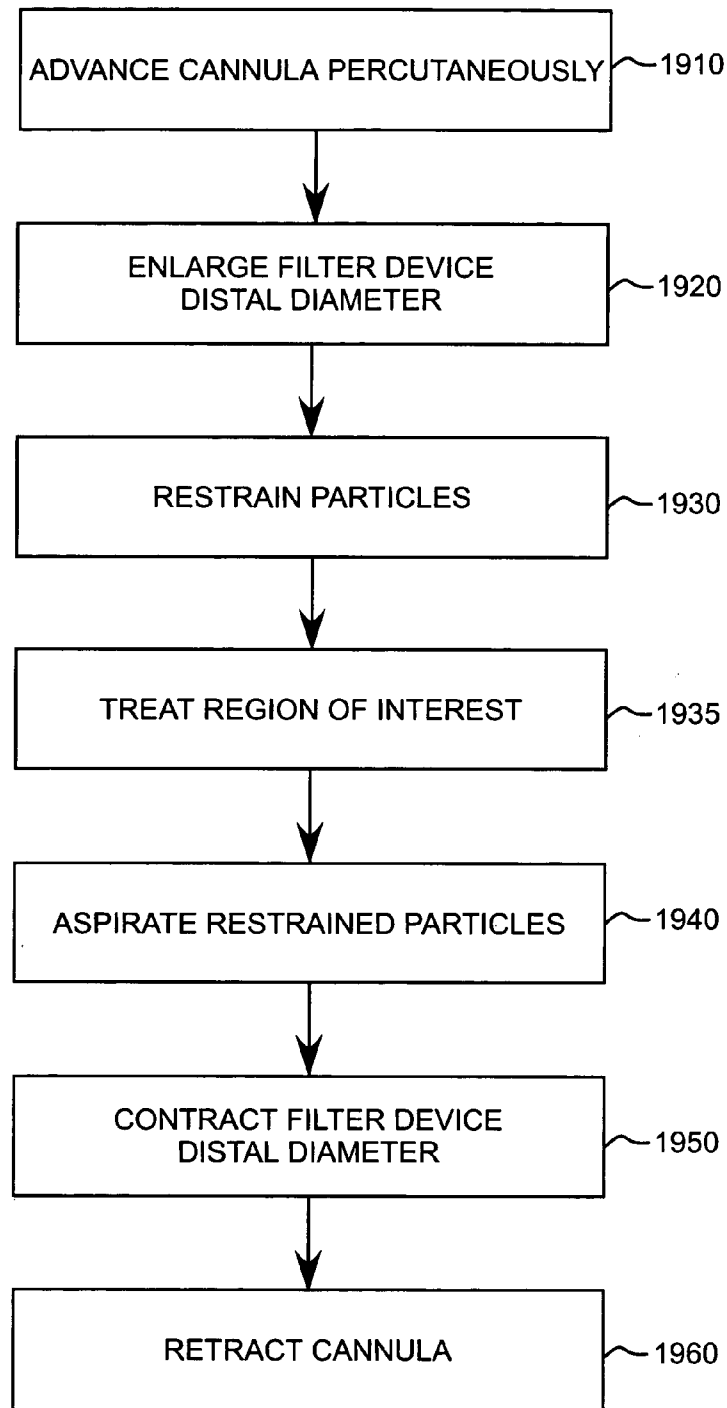 ADVANCE CANNULA PERCUTANEOUSLY 1910
ENLARGE FILTER DEVICE
DISTAL DIAMETER 1920
RESTRAIN PARTICLES 1930
TREAT REGION OF INTEREST 1935
ASPIRATE RESTRAINED PARTICLES 1940
CONTRACT FILTER DEVICE
DISTAL DIAMETER 1950
RETRACT CANNULA 1960